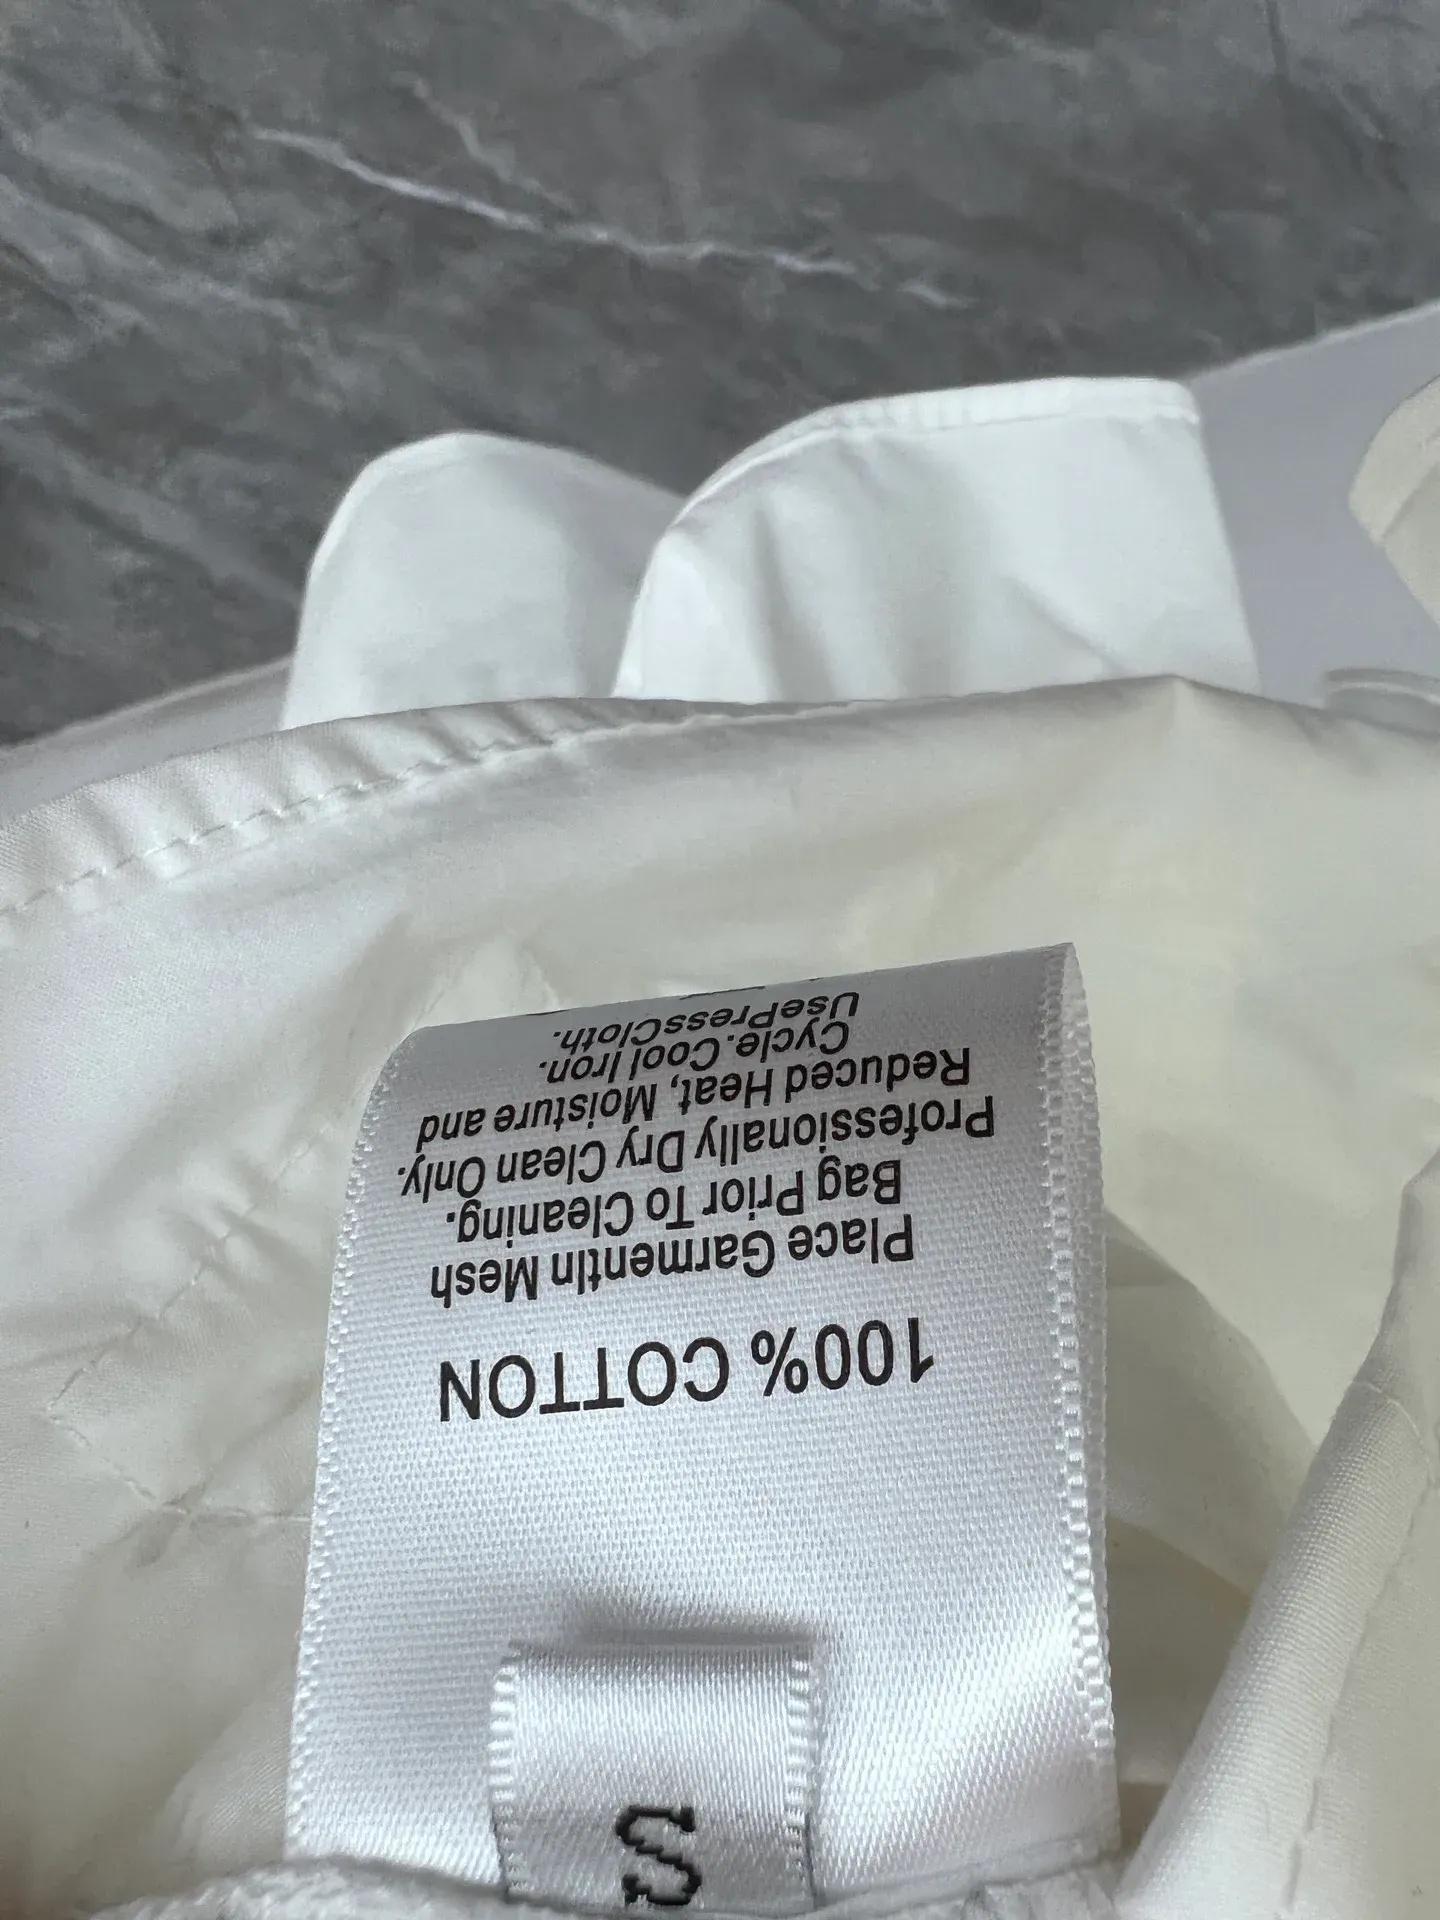 S
100% COTTON
Place GarmentIn Mesh
Bag Prior To Cleaning.
Professionally Dry Clean Only.
Reduced Heat, Moisture and
Cycle.Cool Iron.
UsePressCloth.